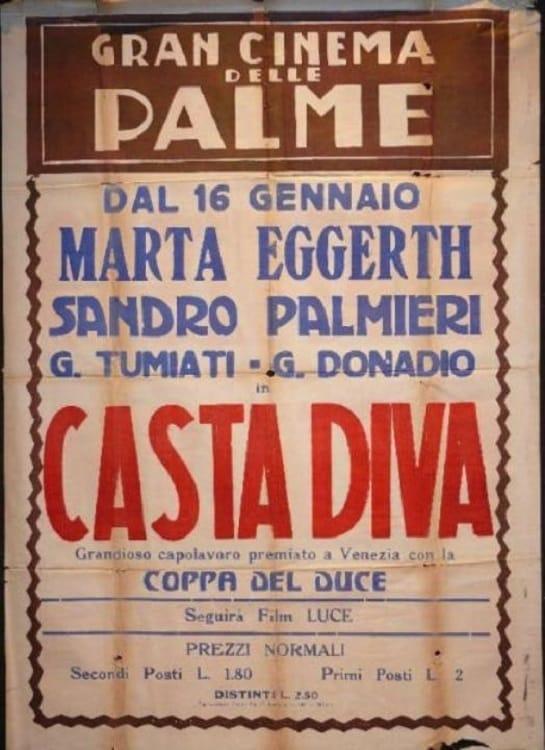 GRAN CINEMA
DELLE
PALME
DAL 16 GENNAIO
MARTA EGGERTH
SANDRO PALMIERI
G. TUMIATI - G. DONADIO
in
CASTA DIVA
Grandioso capolavoro premiato a Venezia con la
COPPA DEL DUCE
Seguirà Film LUCE
PREZZI NORMALI
Secondi Posti L. 1.80 Primi Posti L. 2
DISTINTI L. 2.50